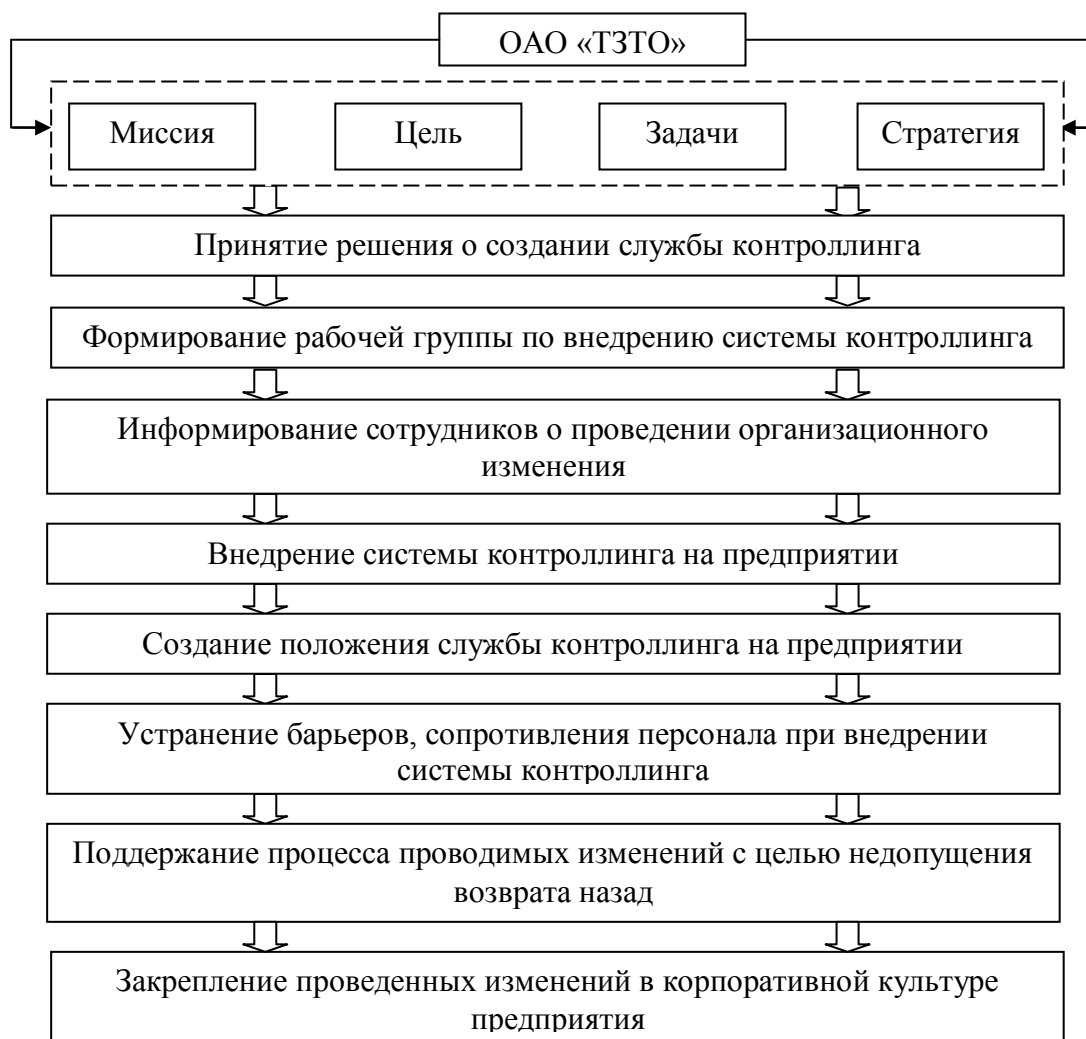 ОАО «ТЗТО»
Миссия
Цель
Задачи
Стратегия
Принятие решения о создании службы контроллинга
Формирование рабочей группы по внедрению системы контроллинга
Информирование сотрудников о проведении организационного
изменения
Внедрение системы контроллинга на предприятии
Создание положения службы контроллинга на предприятии
Устранение барьеров, сопротивления персонала при внедрении
системы контроллинга
Поддержание процесса проводимых изменений с целью недопущения
возврата назад
Закрепление проведенных изменений в корпоративной культуре
предприятия